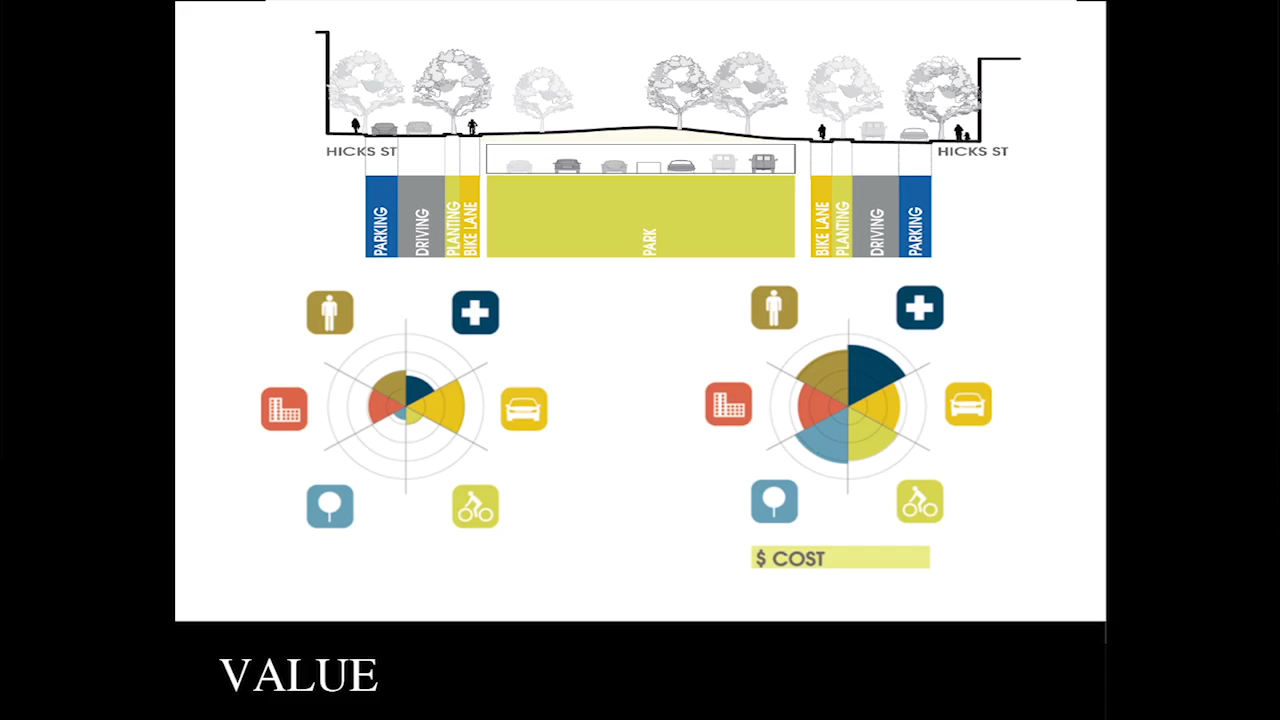 HICKS ST
HICKS ST
PARKING
DRIVING
PLANTING
BIKE LANE
PARK
BIKE LANE
PLANTING
DRIVING
PARKING
$ COST
VALUE